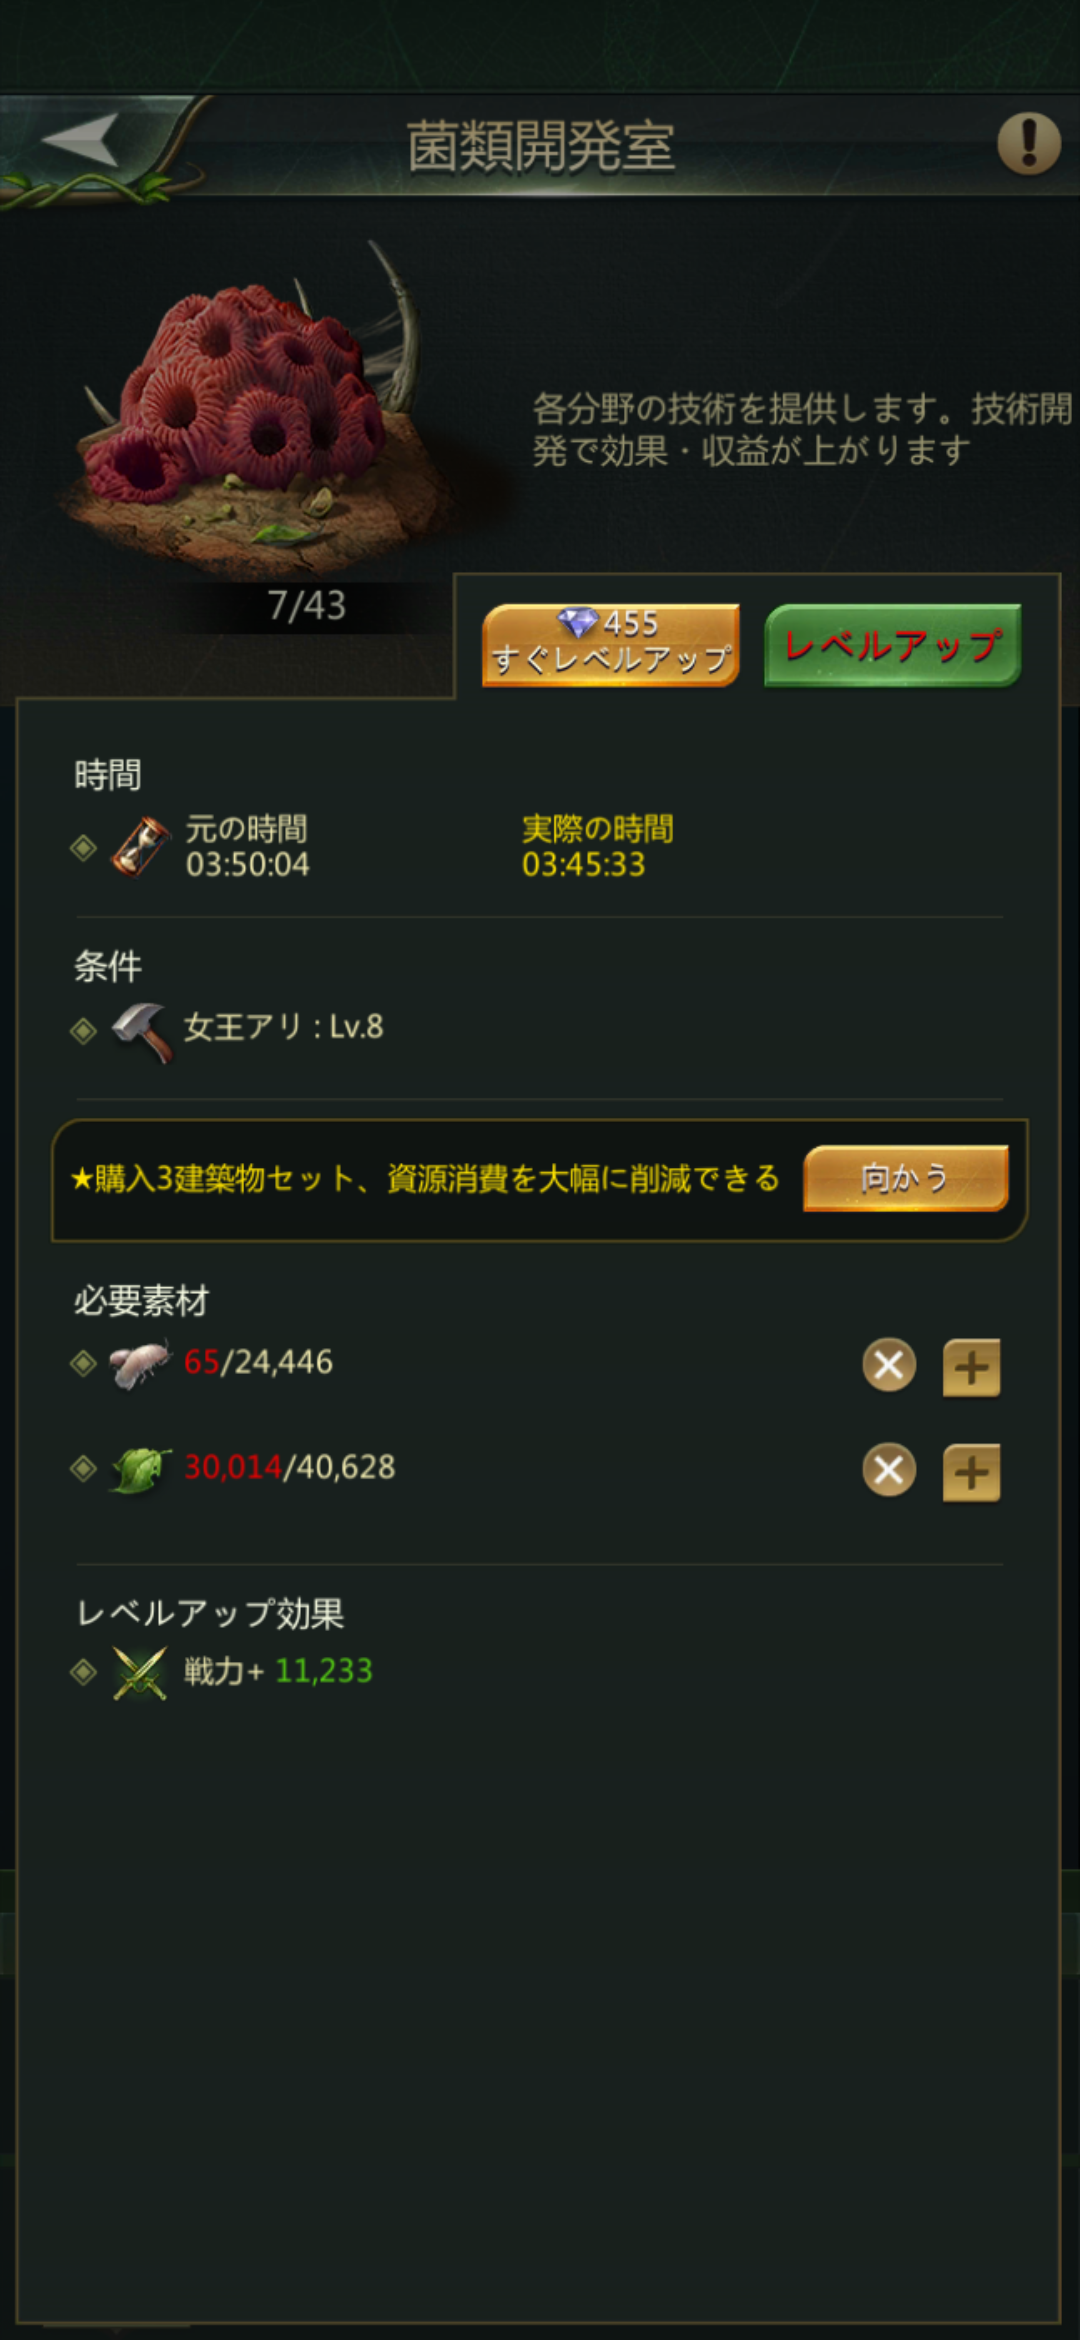 菌類開発室
各分野の技術を提供します。技術開
発で効果・収益が上がります
7/43
455
すぐレベルアップ
レベルアップ
時間
元の時間
実際の時間
03:50:04
03:45:33
条件
女王アリ : Lv.8
★購入3建築物セット、資源消費を大幅に削減できる
向かう
必要素材
65/24,446
30,014/40,628
レベルアップ効果
戦力+ 11,233